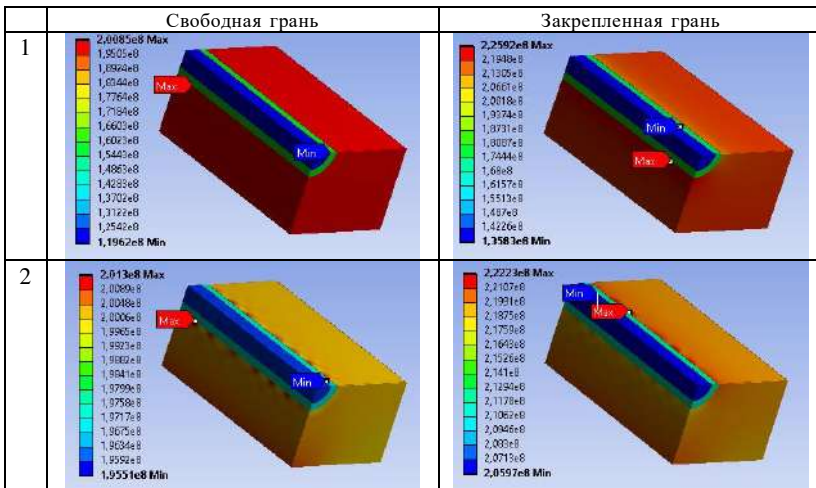 Свободная грань
Закрепленная грань
1
2,0085e8 Max
1,9505e8
1,8924e8
1,8344e8
1,7764e8
1,7184e8
1,6603e8
1,6023e8
1,5443e8
1,4863e8
1,4283e8
1,3702e8
1,3122e8
1,2542e8
1,1962e8 Min
Max
Min
2,2592e8 Max
2,1948e8
2,1305e8
2,0661e8
2,0018e8
1,9374e8
1,8731e8
1,8087e8
1,7444e8
1,68e8
1,6157e8
1,5513e8
1,487e8
1,4226e8
1,3583e8 Min
Min
Max
2
2,013e8 Max
2,0089e8
2,0048e8
2,0006e8
1,9965e8
1,9923e8
1,9882e8
1,9841e8
1,9799e8
1,9758e8
1,9717e8
1,9675e8
1,9634e8
1,9592e8
1,9551e8 Min
Max
Min
2,2223e8 Max
2,2107e8
2,1991e8
2,1875e8
2,1759e8
2,1643e8
2,1526e8
2,141e8
2,1294e8
2,1178e8
2,1062e8
2,0946e8
2,083e8
2,0713e8
2,0597e8 Min
Min
Max